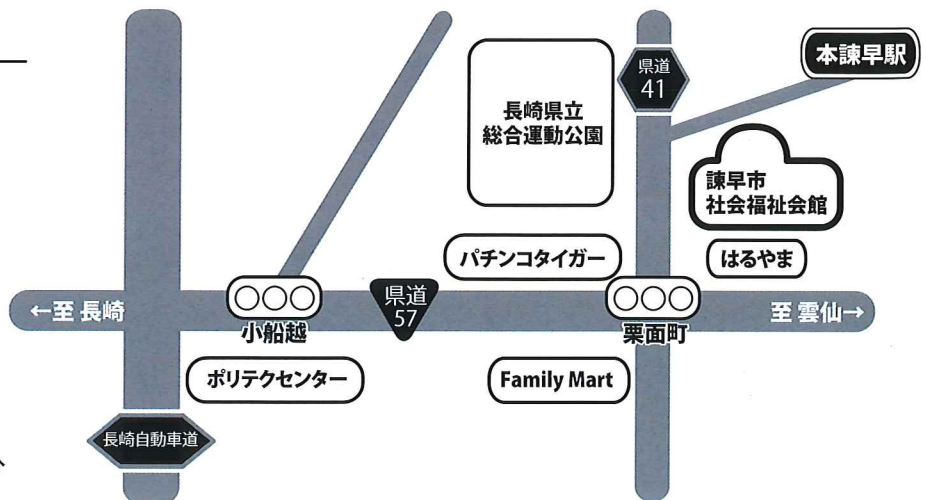 本諫早駅
県道
41
長崎県立
総合運動公園
諫早市
社会福祉会館
パチンコタイガー
はるやま
←至 長崎
小船越
県道
57
栗面町
至 雲仙→
ポリテクセンター
Family Mart
長崎自動車道